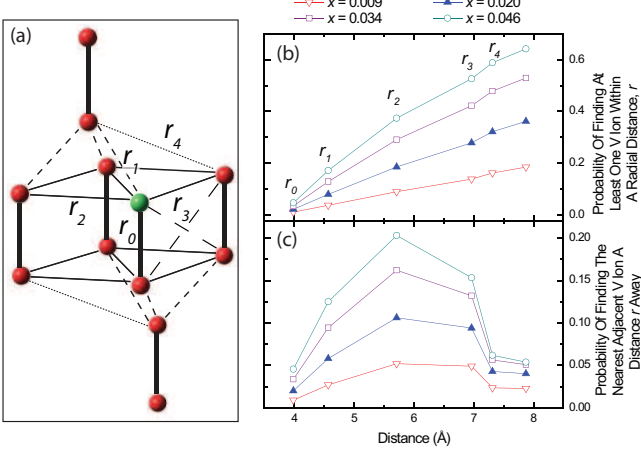 x = 0.009
x = 0.020
x = 0.034
x = 0.046
(a)
r4
r1
r2
r0
r3
(b)
r0
r1
r2
r3
r4
0.6
0.4
0.2
0.0
Probability Of Finding At
Least One V Ion Within
A Radial Distance, r
(c)
0.20
0.15
0.10
0.05
0.00
Probability Of Finding The
Nearest Adjacent V Ion A
Distance r Away
4 5 6 7 8
Distance (Å)